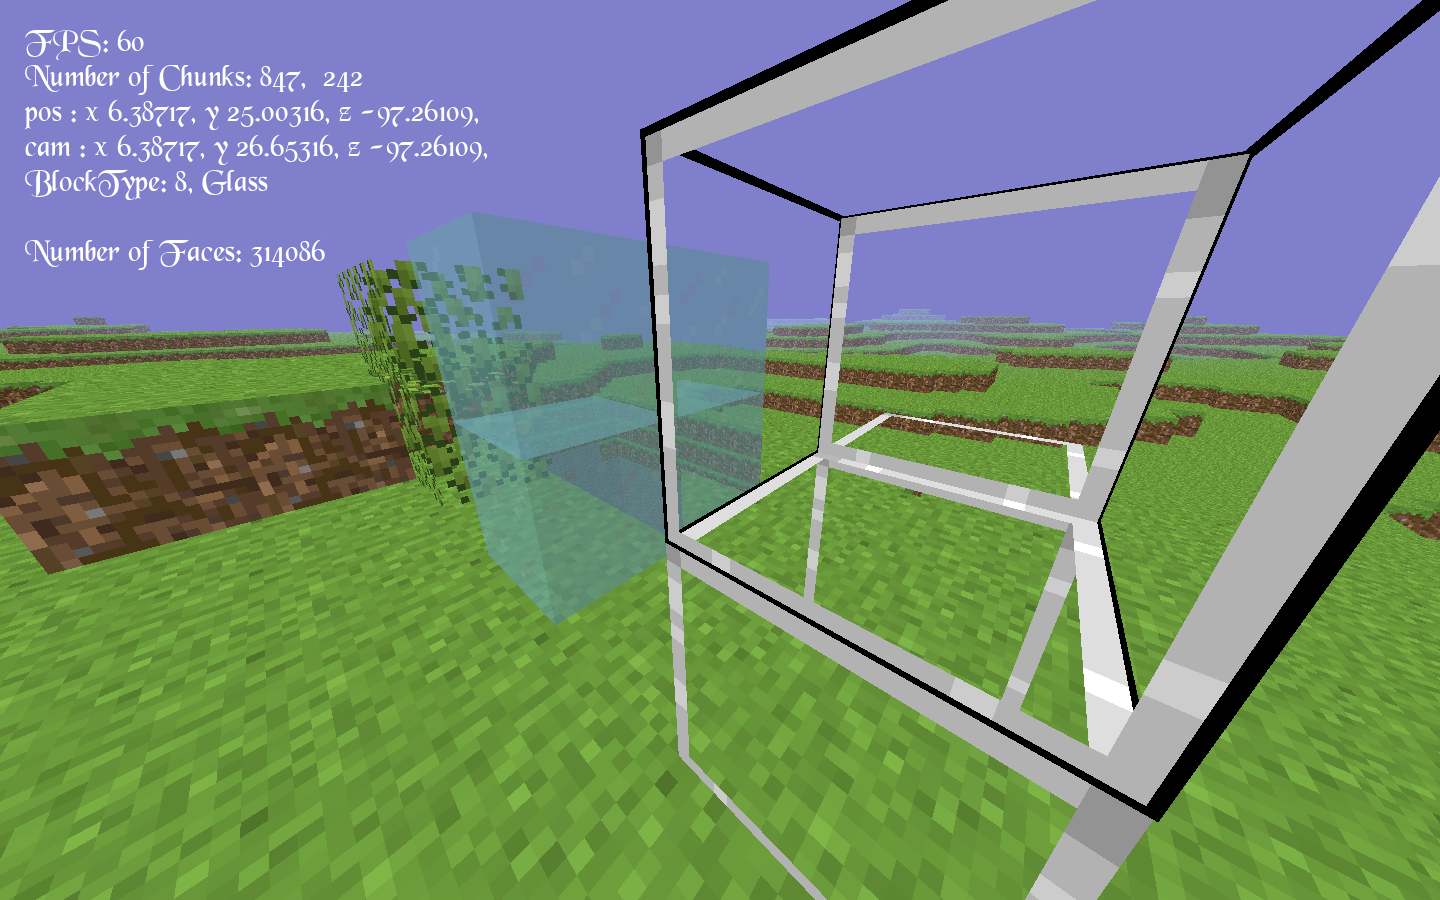 FPS: 60
Number of Chunks: 847, 242
pos : x 6.38717, y 25.00316, z -97.26109,
cam : x 6.38717, y 26.65316, z -97.26109,
BlockType: 8, Glass
Number of Faces: 314086